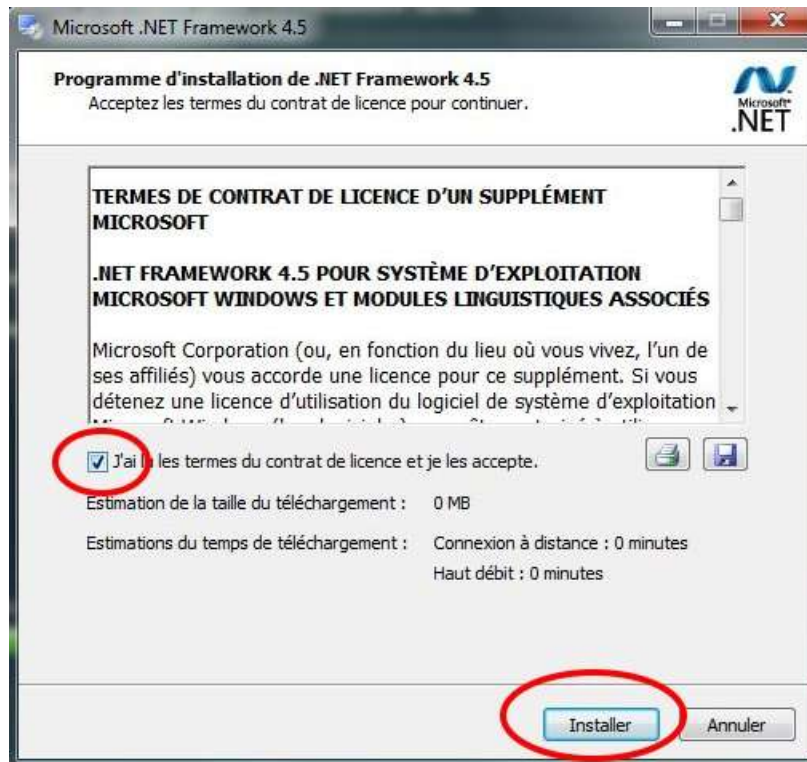 Microsoft .NET Framework 4.5
Programme d'installation de .NET Framework 4.5
Acceptez les termes du contrat de licence pour continuer.
Microsoft
.NET
TERMES DE CONTRAT DE LICENCE D'UN SUPPLÉMENT
MICROSOFT
.NET FRAMEWORK 4.5 POUR SYSTÈME D'EXPLOITATION
MICROSOFT WINDOWS ET MODULES LINGUISTIQUES ASSOCIÉS
Microsoft Corporation (ou, en fonction du lieu où vous vivez, l'un de
ses affiliés) vous accorde une licence pour ce supplément. Si vous
détenez une licence d'utilisation du logiciel de système d'exploitation
J'ai lu les termes du contrat de licence et je les accepte.
Estimation de la taille du téléchargement : 0 MB
Estimations du temps de téléchargement : Connexion à distance : 0 minutes
Haut débit : 0 minutes
Installer Annuler